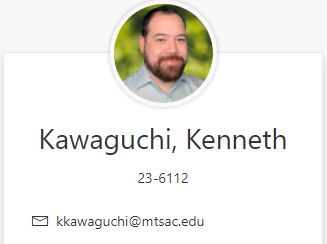 Kawaguchi, Kenneth
23-6112
kkawaguchi@mtsac.edu